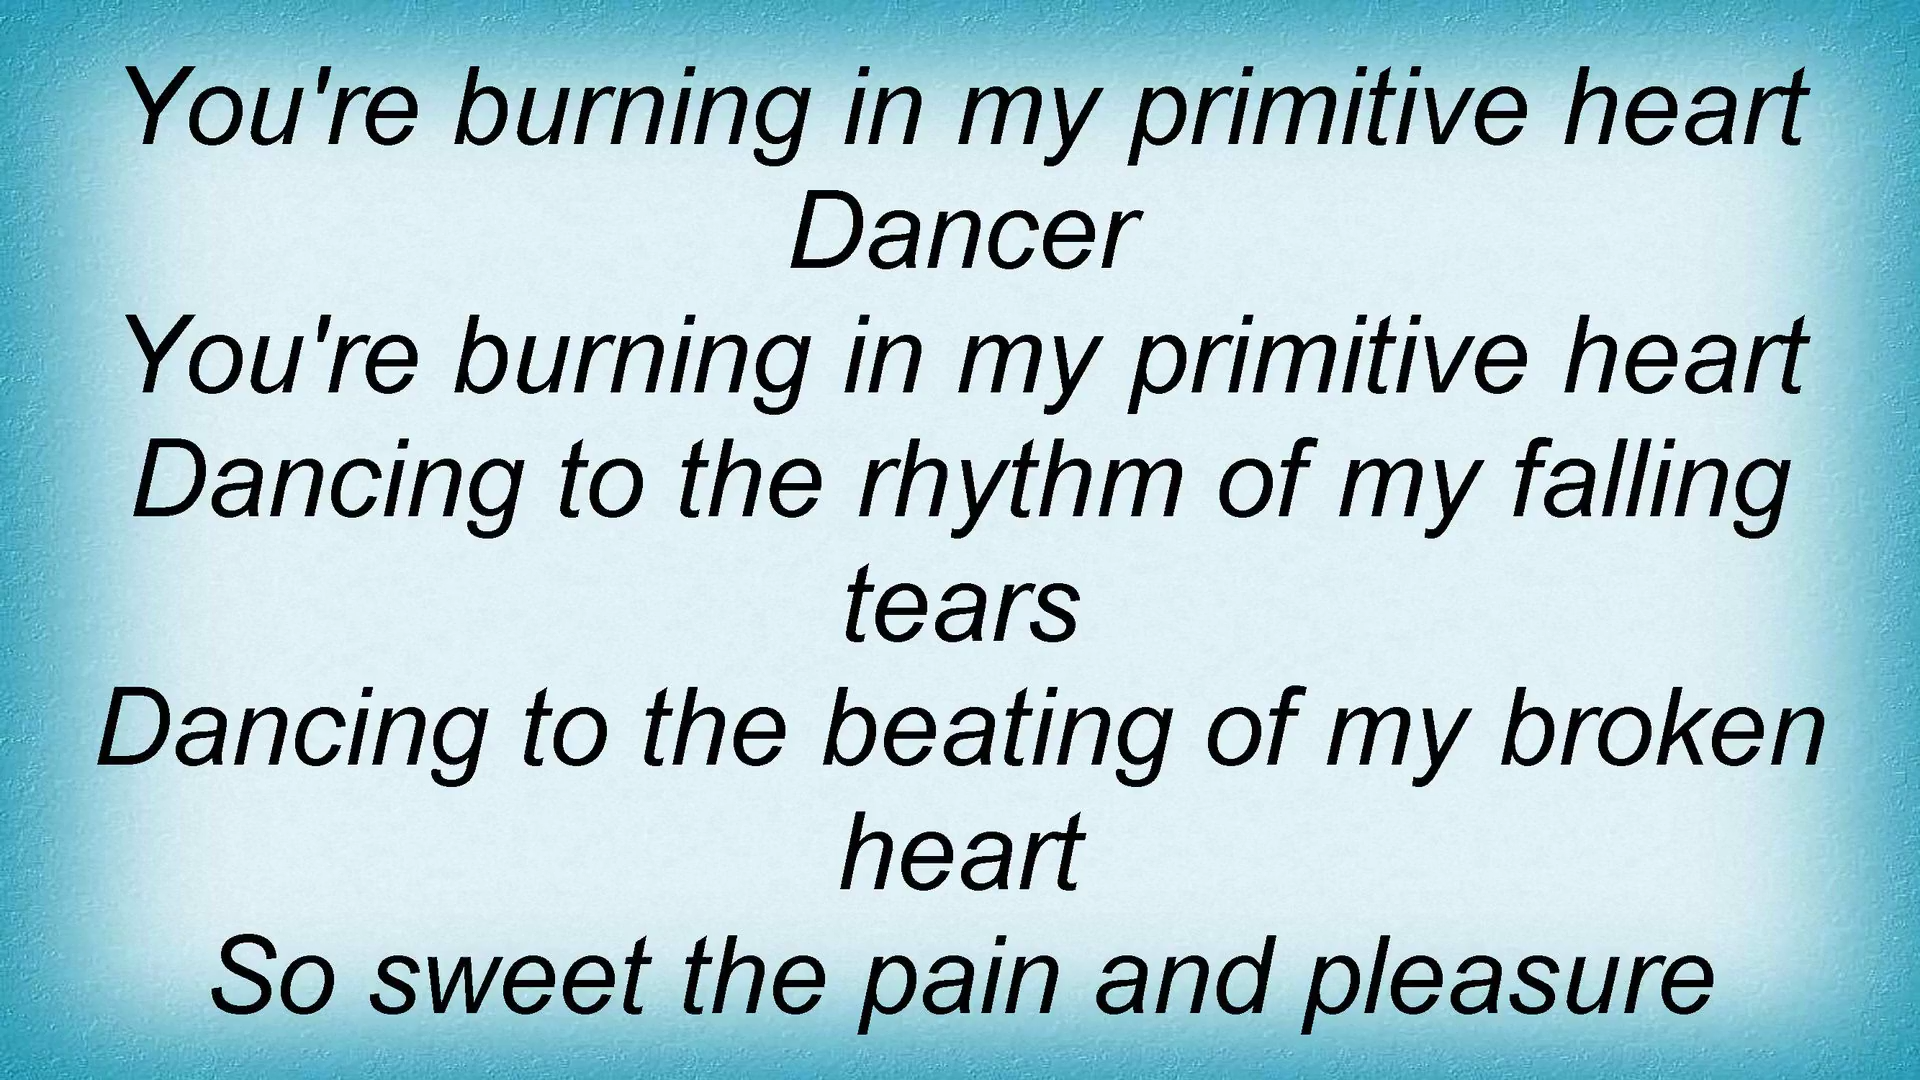 You're burning in my primitive heart
Dancer
You're burning in my primitive heart
Dancing to the rhythm of my falling
tears
Dancing to the beating of my broken
heart
So sweet the pain and pleasure